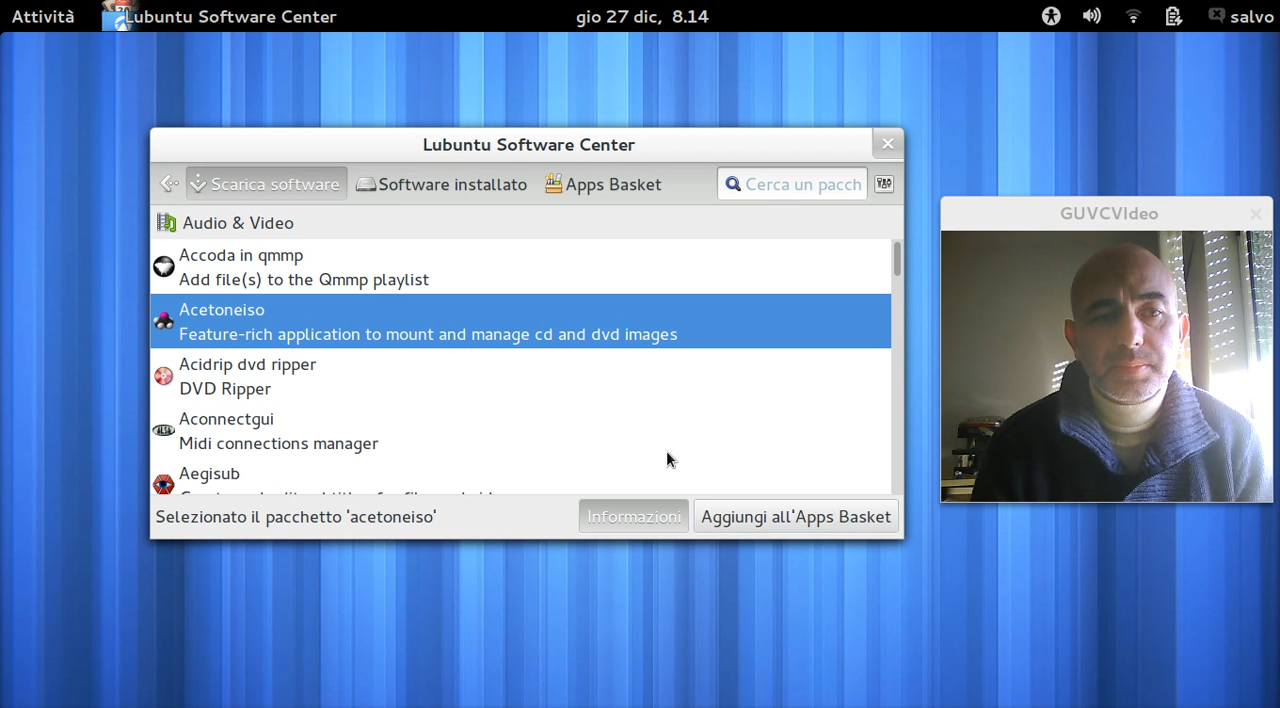 Attività
Lubuntu Software Center
gio 27 dic, 8.14
salvo
Lubuntu Software Center
Scarica software
Software installato
Apps Basket
Cerca un pacch
GUVCVIdeo
Audio & Video
Accoda in qmmp
Add file(s) to the Qmmp playlist
Acetoneiso
Feature-rich application to mount and manage cd and dvd images
Acidrip dvd ripper
DVD Ripper
Aconnectgui
Midi connections manager
Aegisub
Selezionato il pacchetto 'acetoneiso'
Informazioni
Aggiungi all'Apps Basket